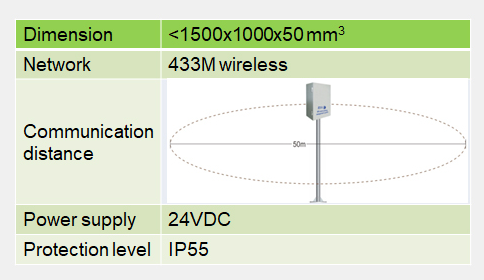 Dimension <1500x1000x50 mm³
Network 433M wireless
Communication
distance
50m
Power supply 24VDC
Protection level IP55